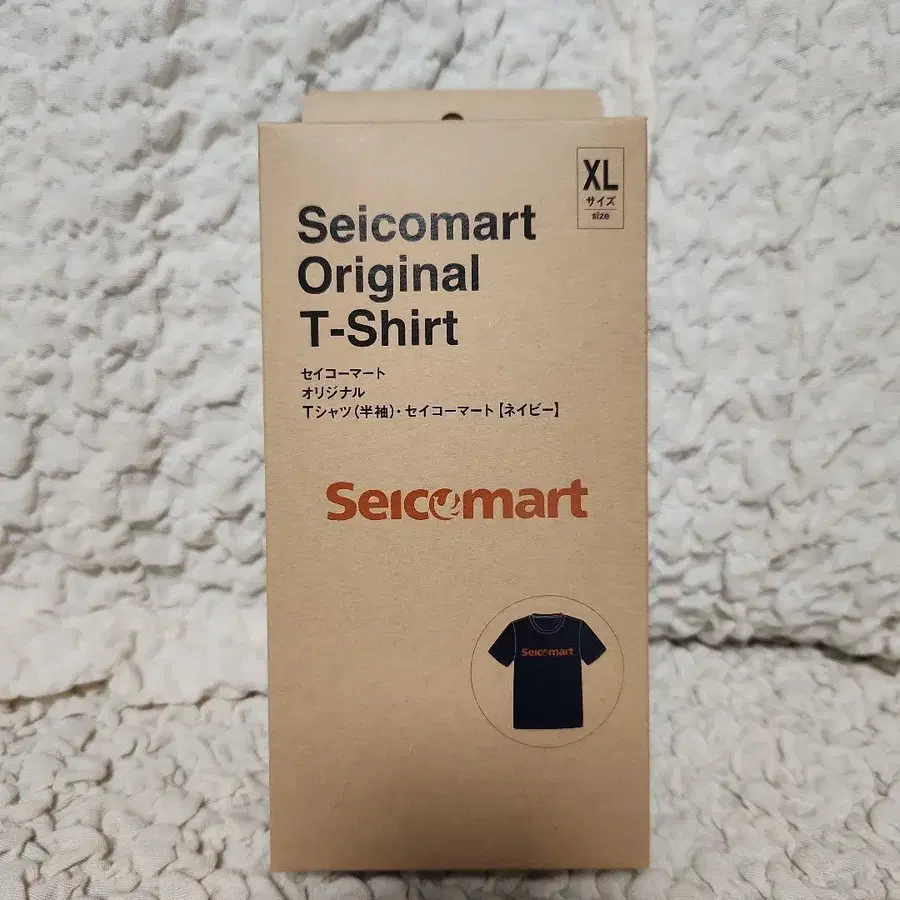 XL
サイズ
size
Seicomart
Original
T-Shirt
セイコーマート
オリジナル
Tシャツ(半袖)・セイコーマート【ネイビー】
Seicomart
Seicomart